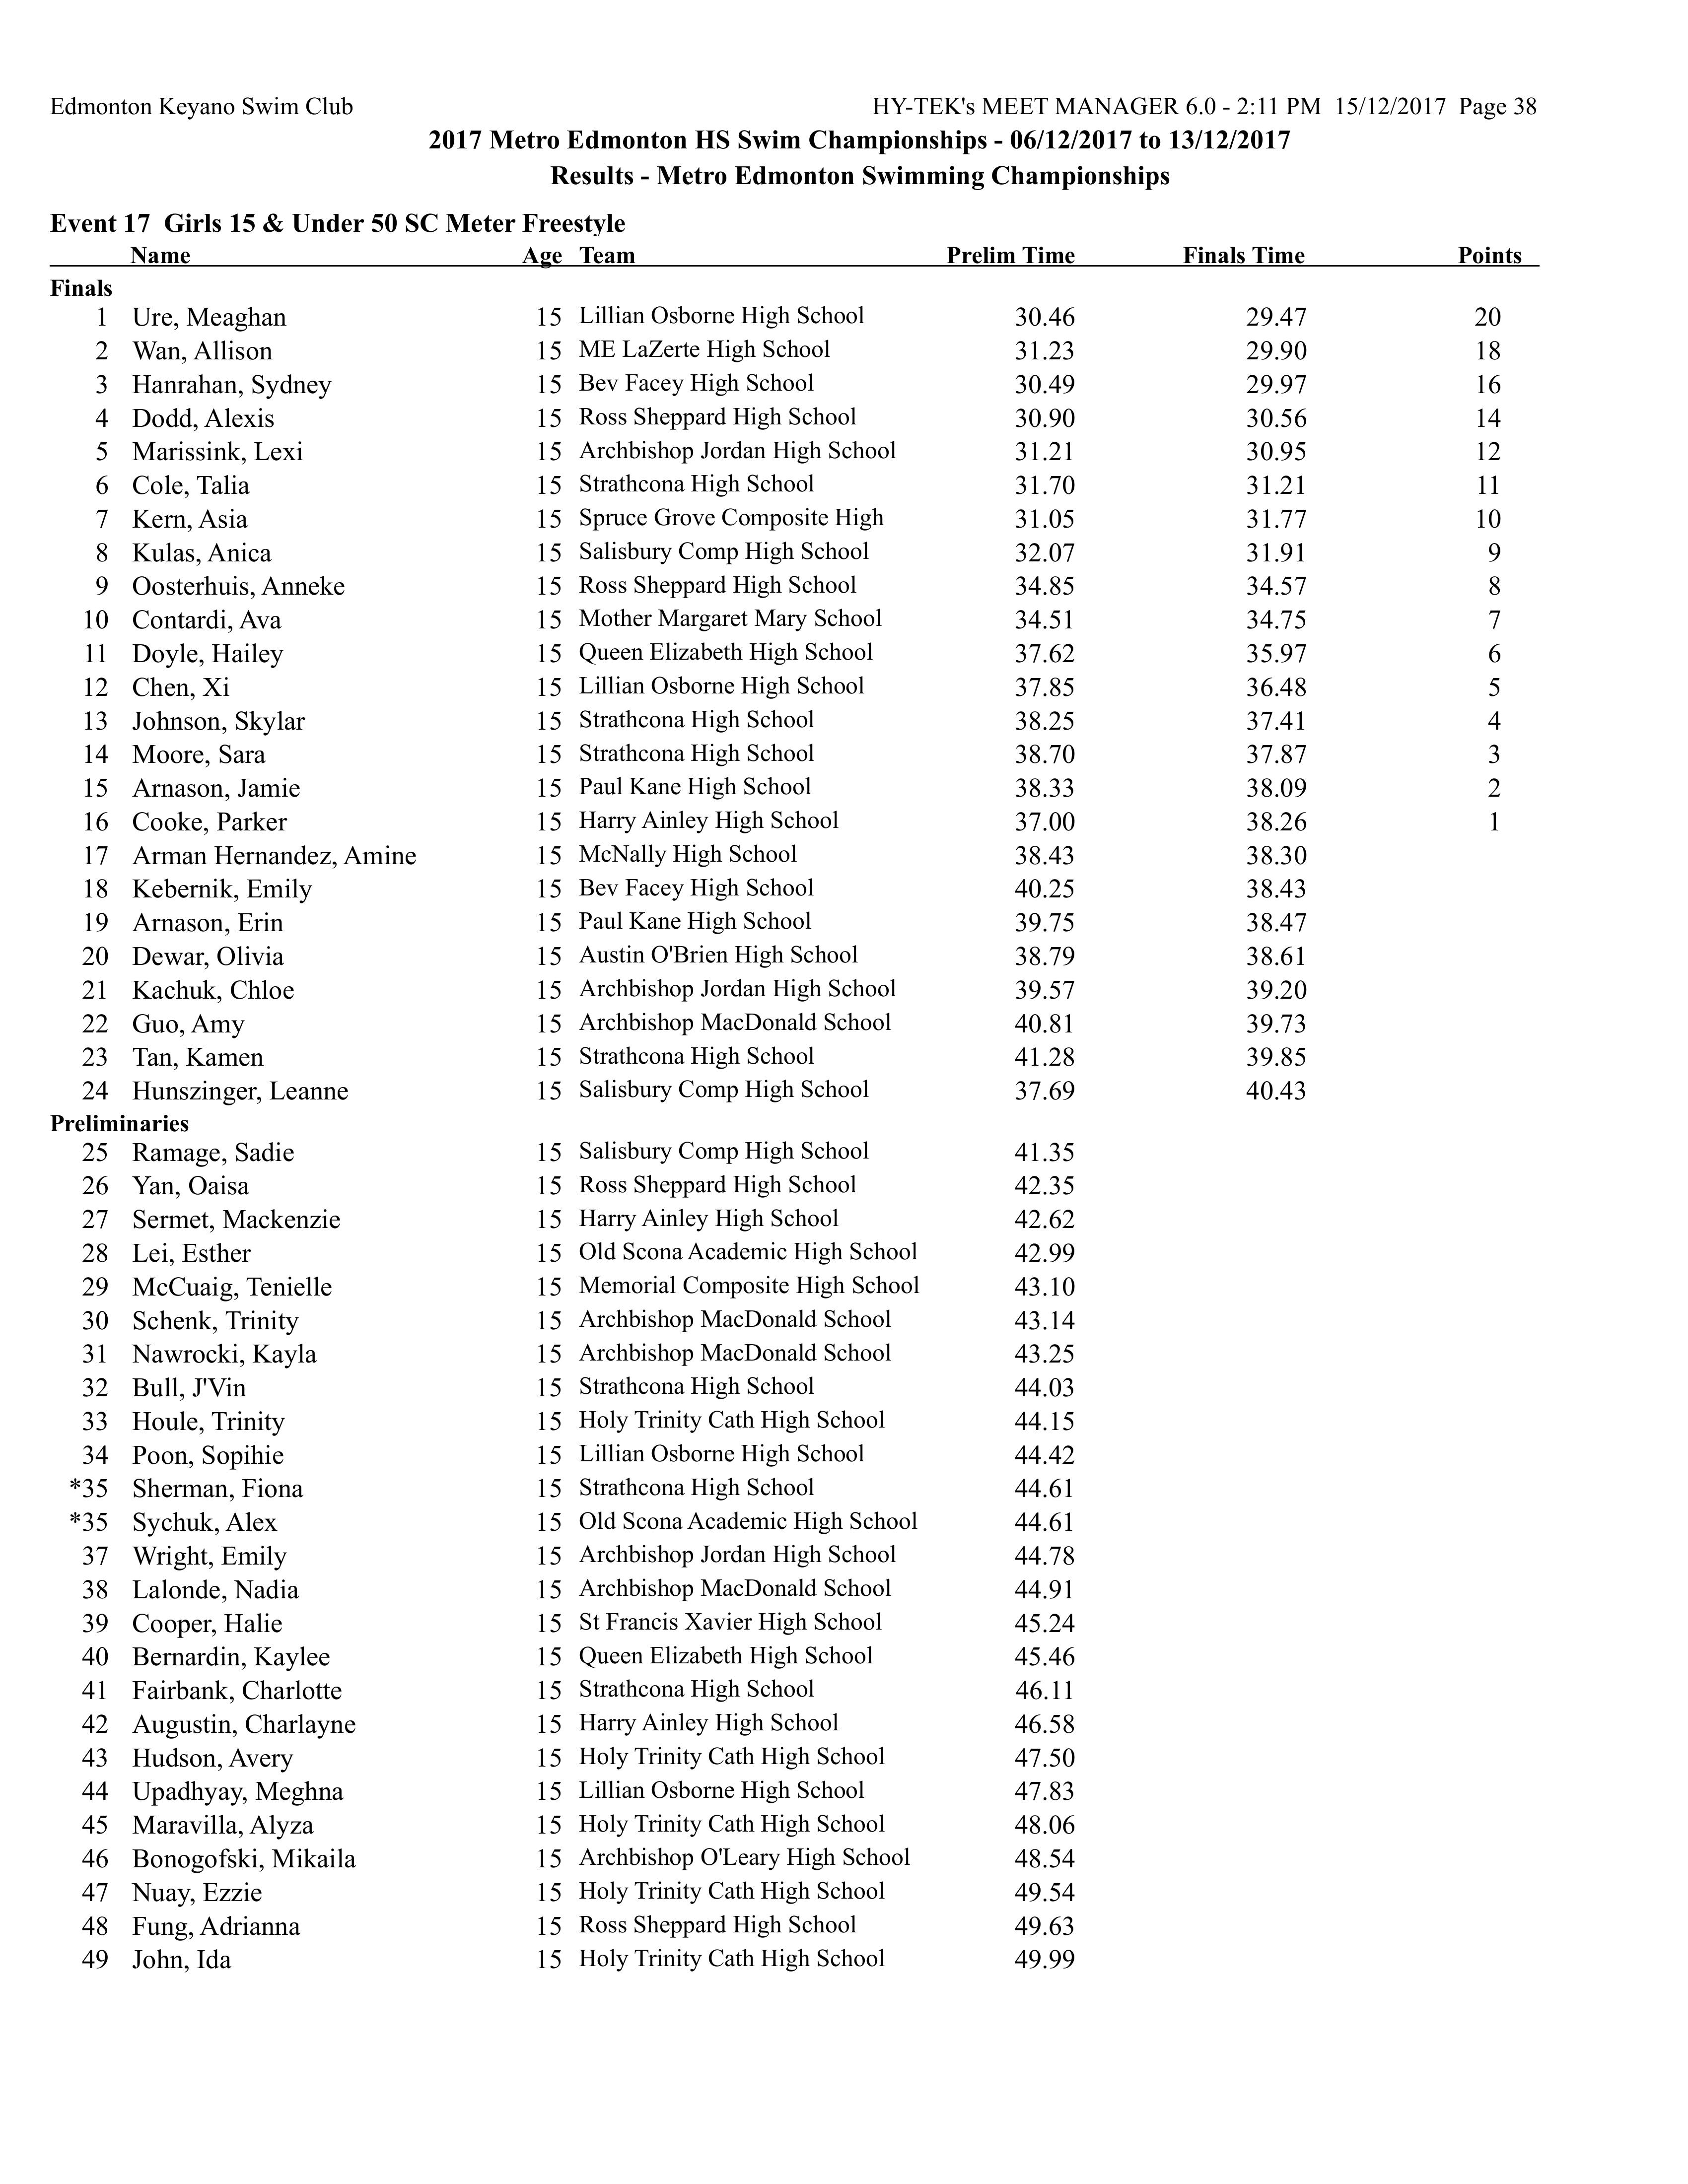 Edmonton Keyano Swim Club HY-TEK's MEET MANAGER 6.0 - 2:11 PM 15/12/2017 Page 38
2017 Metro Edmonton HS Swim Championships - 06/12/2017 to 13/12/2017
Results - Metro Edmonton Swimming Championships
Event 17 Girls 15 & Under 50 SC Meter Freestyle
Name Age Team Prelim Time Finals Time Points
Finals
1 Ure, Meaghan 15 Lillian Osborne High School 30.46 29.47 20
2 Wan, Allison 15 ME LaZerte High School 31.23 29.90 18
3 Hanrahan, Sydney 15 Bev Facey High School 30.49 29.97 16
4 Dodd, Alexis 15 Ross Sheppard High School 30.90 30.56 14
5 Marissink, Lexi 15 Archbishop Jordan High School 31.21 30.95 12
6 Cole, Talia 15 Strathcona High School 31.70 31.21 11
7 Kern, Asia 15 Spruce Grove Composite High 31.05 31.77 10
8 Kulas, Anica 15 Salisbury Comp High School 32.07 31.91 9
9 Oosterhuis, Anneke 15 Ross Sheppard High School 34.85 34.57 8
10 Contardi, Ava 15 Mother Margaret Mary School 34.51 34.75 7
11 Doyle, Hailey 15 Queen Elizabeth High School 37.62 35.97 6
12 Chen, Xi 15 Lillian Osborne High School 37.85 36.48 5
13 Johnson, Skylar 15 Strathcona High School 38.25 37.41 4
14 Moore, Sara 15 Strathcona High School 38.70 37.87 3
15 Arnason, Jamie 15 Paul Kane High School 38.33 38.09 2
16 Cooke, Parker 15 Harry Ainley High School 37.00 38.26 1
17 Arman Hernandez, Amine 15 McNally High School 38.43 38.30
18 Kebernik, Emily 15 Bev Facey High School 40.25 38.43
19 Arnason, Erin 15 Paul Kane High School 39.75 38.47
20 Dewar, Olivia 15 Austin O'Brien High School 38.79 38.61
21 Kachuk, Chloe 15 Archbishop Jordan High School 39.57 39.20
22 Guo, Amy 15 Archbishop MacDonald School 40.81 39.73
23 Tan, Kamen 15 Strathcona High School 41.28 39.85
24 Hunszinger, Leanne 15 Salisbury Comp High School 37.69 40.43
Preliminaries
25 Ramage, Sadie 15 Salisbury Comp High School 41.35
26 Yan, Oaisa 15 Ross Sheppard High School 42.35
27 Sermet, Mackenzie 15 Harry Ainley High School 42.62
28 Lei, Esther 15 Old Scona Academic High School 42.99
29 McCuaig, Tenielle 15 Memorial Composite High School 43.10
30 Schenk, Trinity 15 Archbishop MacDonald School 43.14
31 Nawrocki, Kayla 15 Archbishop MacDonald School 43.25
32 Bull, J'Vin 15 Strathcona High School 44.03
33 Houle, Trinity 15 Holy Trinity Cath High School 44.15
34 Poon, Sopihie 15 Lillian Osborne High School 44.42
*35 Sherman, Fiona 15 Strathcona High School 44.61
*35 Sychuk, Alex 15 Old Scona Academic High School 44.61
37 Wright, Emily 15 Archbishop Jordan High School 44.78
38 Lalonde, Nadia 15 Archbishop MacDonald School 44.91
39 Cooper, Halie 15 St Francis Xavier High School 45.24
40 Bernardin, Kaylee 15 Queen Elizabeth High School 45.46
41 Fairbank, Charlotte 15 Strathcona High School 46.11
42 Augustin, Charlayne 15 Harry Ainley High School 46.58
43 Hudson, Avery 15 Holy Trinity Cath High School 47.50
44 Upadhyay, Meghna 15 Lillian Osborne High School 47.83
45 Maravilla, Alyza 15 Holy Trinity Cath High School 48.06
46 Bonogofski, Mikaila 15 Archbishop O'Leary High School 48.54
47 Nuay, Ezzie 15 Holy Trinity Cath High School 49.54
48 Fung, Adrianna 15 Ross Sheppard High School 49.63
49 John, Ida 15 Holy Trinity Cath High School 49.99